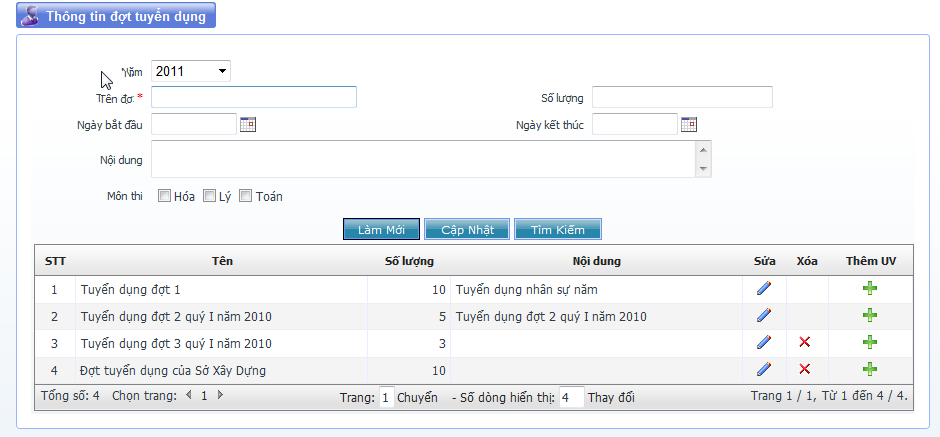 Thông tin đợt tuyển dụng
Năm 2011
Tên đợ: * Số lượng
Ngày bắt đầu Ngày kết thúc
Nội dung
Môn thi Hóa Lý Toán
Làm Mới Cập Nhật Tìm Kiếm
STT Tên Số lượng Nội dung Sửa Xóa Thêm UV
1 Tuyển dụng đợt 1 10 Tuyển dụng nhân sự năm
2 Tuyển dụng đợt 2 quý I năm 2010 5 Tuyển dụng đợt 2 quý I năm 2010
3 Tuyển dụng đợt 3 quý I năm 2010 3
4 Đợt tuyển dụng của Sở Xây Dựng 10
Tổng số: 4 Chọn trang: 1 Trang: 1 Chuyển - Số dòng hiển thị: 4 Thay đổi Trang 1 / 1, Từ 1 đến 4 / 4.